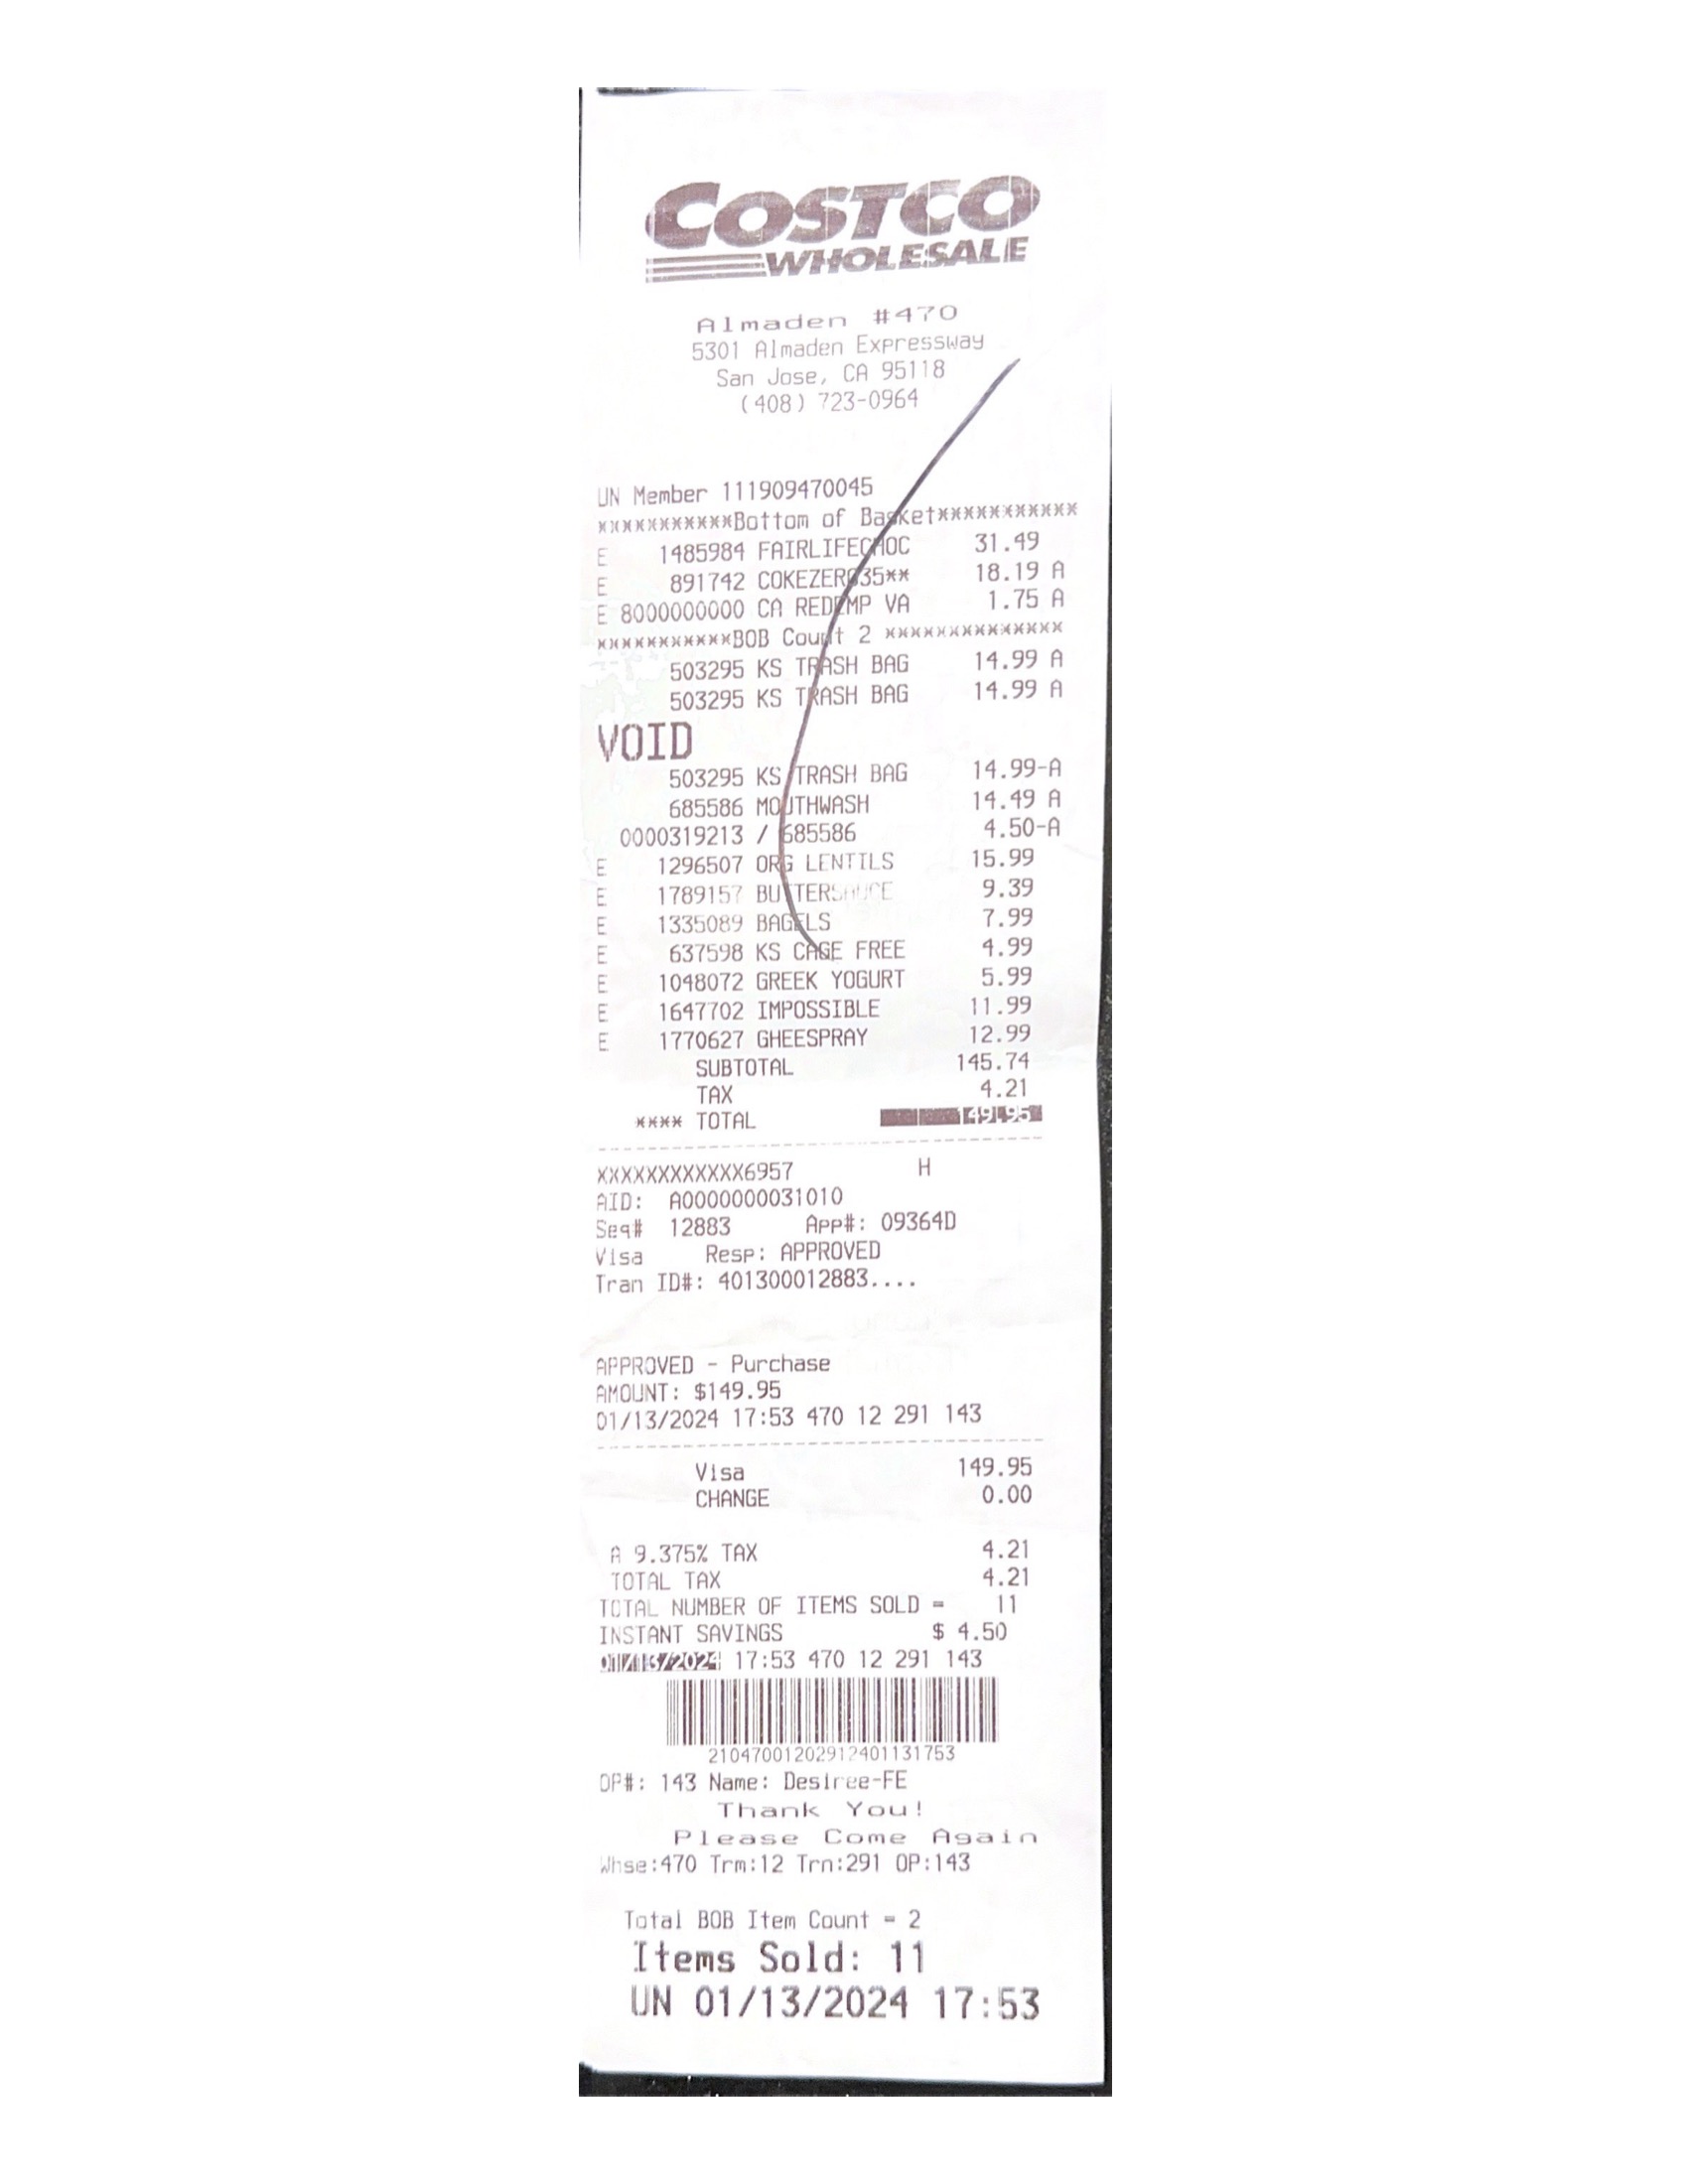 COSTCO
WHOLESALE
Almaden #470
5301 Almaden Expressway
San Jose, CA 95118
(408) 723-0964
UN Member 111909470045
***********Bottom of Basket***********
E 1485984 FAIRLIFECHOC 31.49
E 891742 COKEZERO35** 18.19 A
E 8000000000 CA REDEMP VA 1.75 A
***********BOB Count 2 **************
503295 KS TRASH BAG 14.99 A
503295 KS TRASH BAG 14.99 A
VOID
503295 KS TRASH BAG 14.99-A
685586 MOUTHWASH 14.49 A
0000319213 / 685586 4.50-A
E 1296507 ORG LENTILS 15.99
E 1789157 BUTTERSAUCE 9.39
E 1335089 BAGELS 7.99
E 637598 KS CAGE FREE 4.99
E 1048072 GREEK YOGURT 5.99
E 1647702 IMPOSSIBLE 11.99
E 1770627 GHEESPRAY 12.99
SUBTOTAL 145.74
TAX 4.21
**** TOTAL 149.95
XXXXXXXXXXXX6957 H
AID: A0000000031010
Seq# 12883 App#: 09364D
Visa Resp: APPROVED
Tran ID#: 401300012883....
APPROVED - Purchase
AMOUNT: $149.95
01/13/2024 17:53 470 12 291 143
Visa 149.95
CHANGE 0.00
A 9.375% TAX 4.21
TOTAL TAX 4.21
TOTAL NUMBER OF ITEMS SOLD = 11
INSTANT SAVINGS $ 4.50
01/13/2024 17:53 470 12 291 143
21047001202912401131753
OP#: 143 Name: Desiree-FE
Thank You!
Please Come Again
Whse:470 Trm:12 Trn:291 OP:143
Total BOB Item Count = 2
Items Sold: 11
UN 01/13/2024 17:53